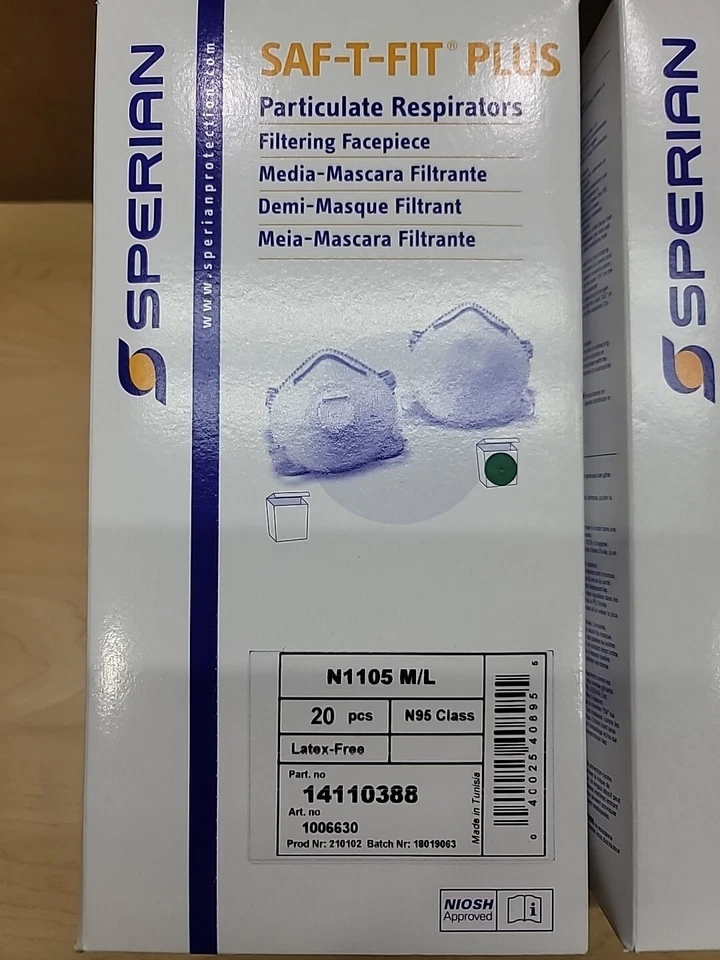 SPERIAN
www.sperianprotection.com
SAF-T-FIT® PLUS
Particulate Respirators
Filtering Facepiece
Media-Mascara Filtrante
Demi-Masque Filtrant
Meia-Mascara Filtrante
N1105 M/L
20 pcs
N95 Class
Latex-Free
Part. no
14110388
Art. no
1006630
Prod Nr: 210102 Batch Nr: 18019063
Made in Tunisia
0 40025 40895 5
NIOSH
Approved
i
SPERIAN